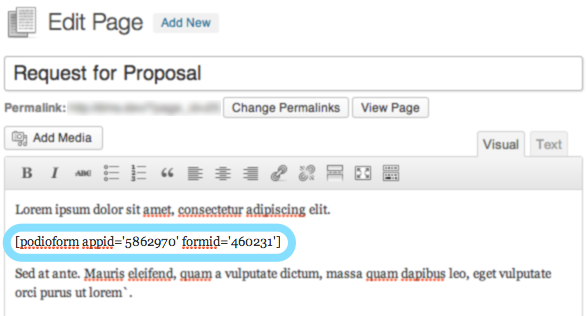 Edit Page Add New
Request for Proposal
Permalink: Change Permalinks View Page
Add Media
Visual Text
B I ABC
Lorem ipsum dolor sit amet, consectetur adipiscing elit.
[podioform appid='5862970' formid='460231']
Sed at ante. Mauris eleifend, quam a vulputate dictum, massa quam dapibus leo, eget vulputate
orci purus ut lorem`.